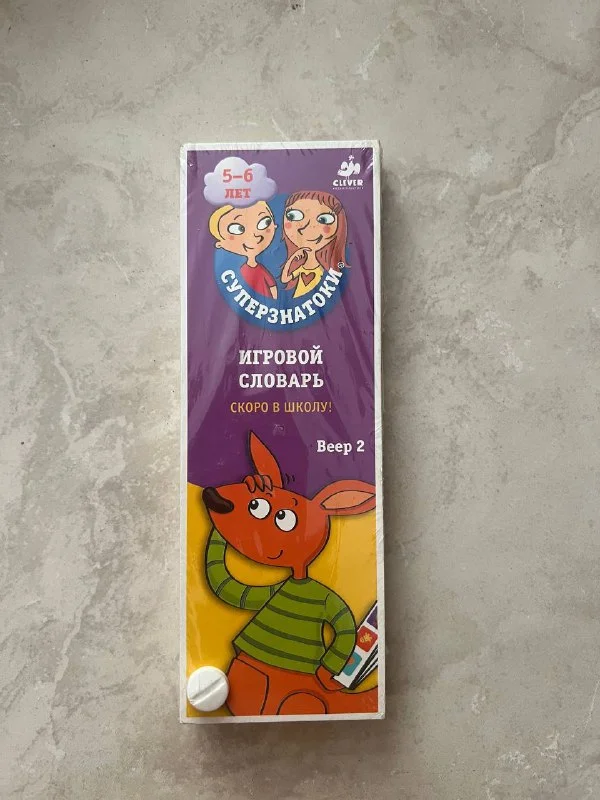 5–6
ЛЕТ
CLEVER
СУПЕРЗНАТОКИ®
ИГРОВОЙ
СЛОВАРЬ
СКОРО В ШКОЛУ!
Веер 2